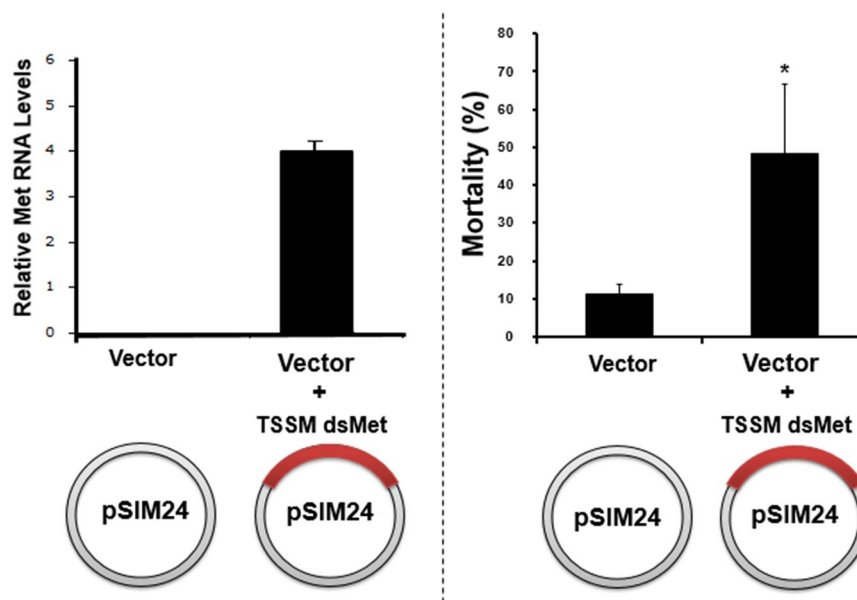 Relative Met RNA Levels
6
5
4
3
2
1
0
Vector
Vector
+
TSSM dsMet
pSIM24
pSIM24
Mortality (%)
80
70
60
50
40
30
20
10
0
*
Vector
Vector
+
TSSM dsMet
pSIM24
pSIM24